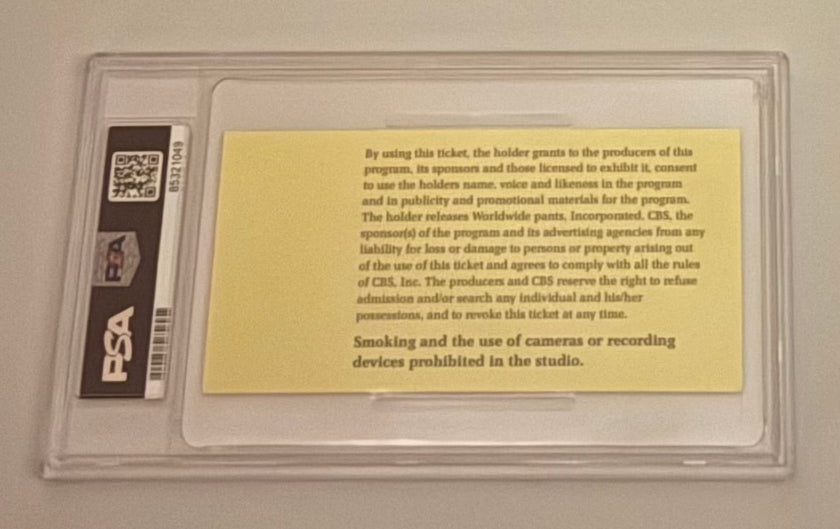 By using this ticket, the holder grants to the producers of this
program, its sponsors and those licensed to exhibit it, consent
to use the holders name, voice and likeness in the program
and in publicity and promotional materials for the program.
The holder releases Worldwide pants, Incorporated, CBS, the
sponsor(s) of the program and its advertising agencies from any
liability for loss or damage to persons or property arising out
of the use of this ticket and agrees to comply with all the rules
of CBS, Inc. The producers and CBS reserve the right to refuse
admission and/or search any individual and his/her
possessions, and to revoke this ticket at any time.
Smoking and the use of cameras or recording
devices prohibited in the studio.
85321049
PSA
PSA